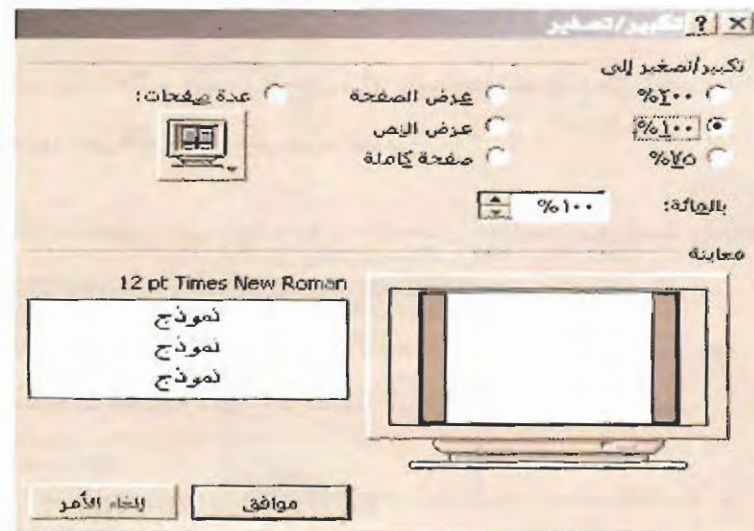 تكبير/تصغير
تكبير/تصغير إلى
%٢٠٠
عرض الصفحة
عدة صفحات:
%١٠٠
عرض النص
%٧٥
صفحة كاملة
بالمائة:
%١٠٠
معاينة
12 pt Times New Roman
نموذج
نموذج
نموذج
موافق
إلغاء الأمر